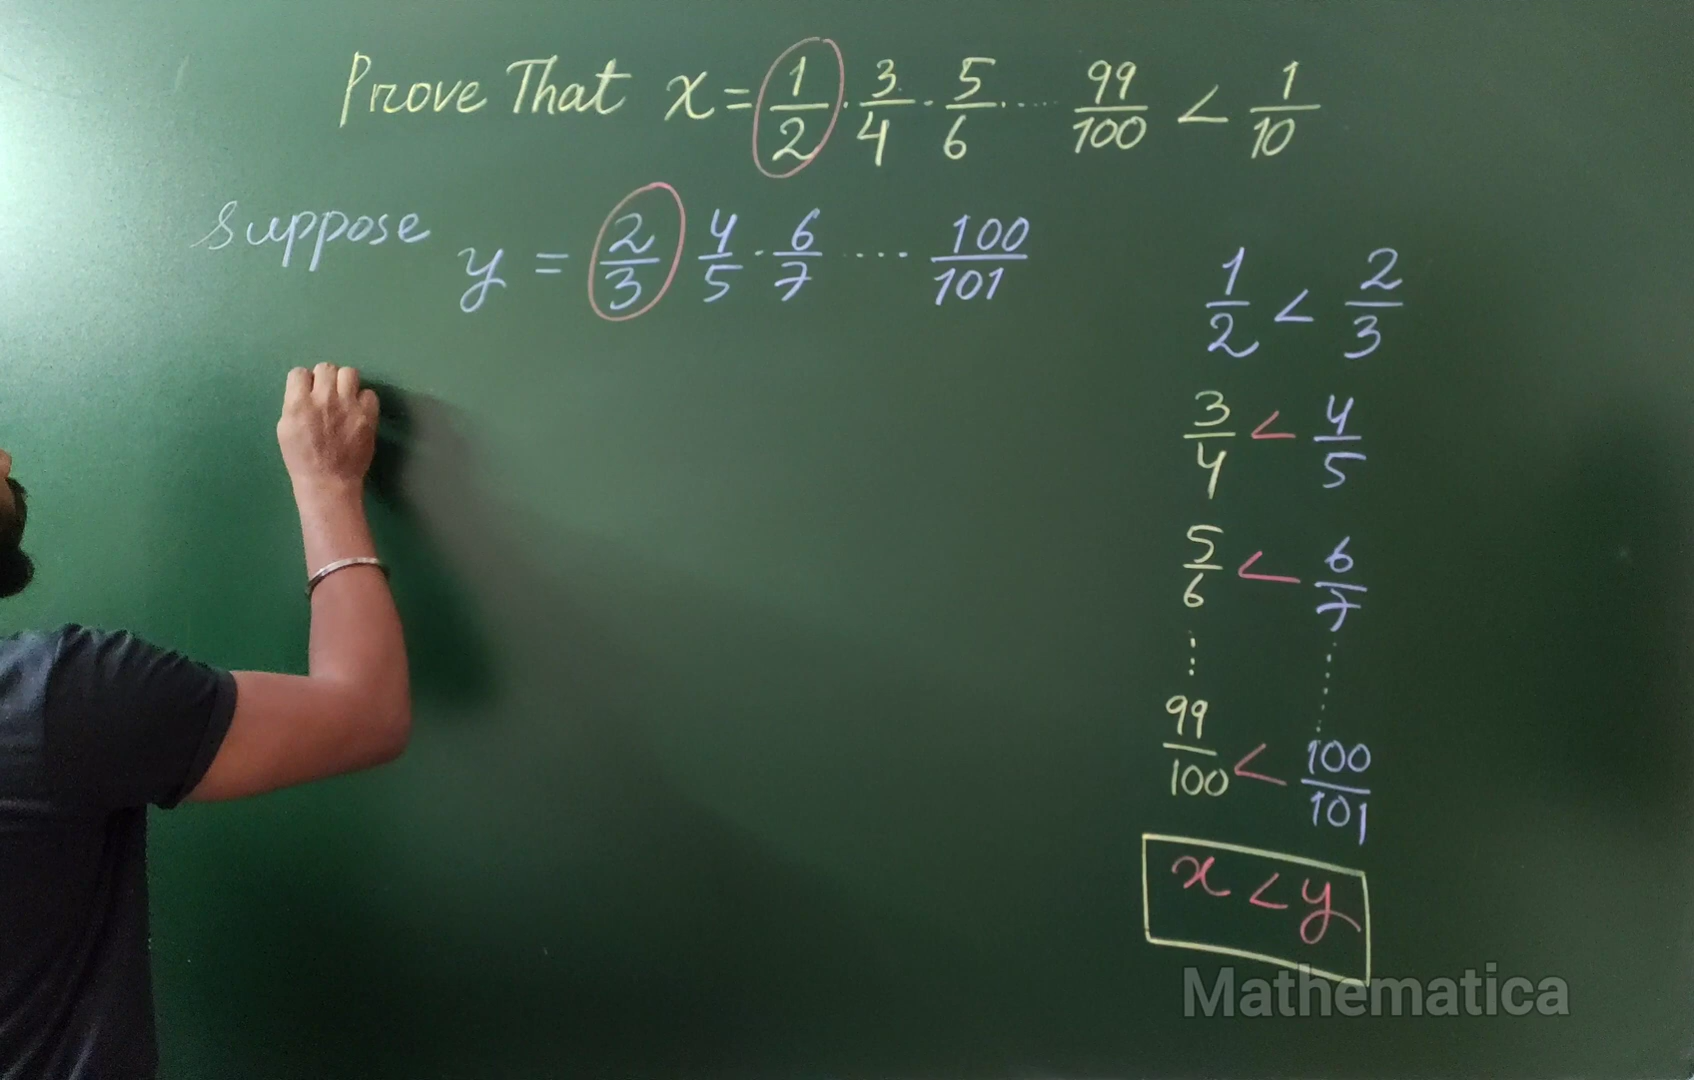 Prove That x = 1/2 · 3/4 · 5/6 ..... 99/100 < 1/10
Suppose y = 2/3 4/5 · 6/7 ..... 100/101
1/2 < 2/3
3/4 < 4/5
5/6 < 6/7
⋮ ⋮
99/100 < 100/101
x < y
Mathematica